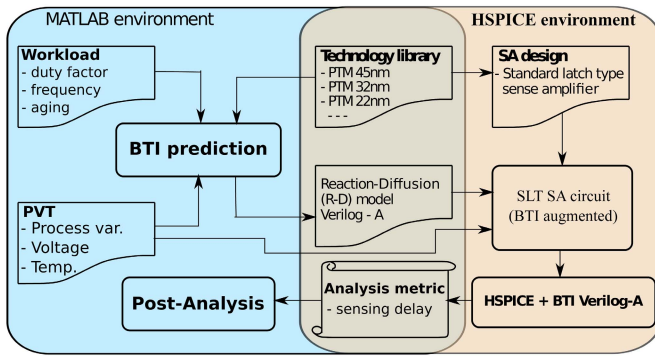 MATLAB environment
HSPICE environment
Workload
- duty factor
- frequency
- aging
Technology library
- PTM 45nm
- PTM 32nm
- PTM 22nm
- - -
SA design
- Standard latch type
sense amplifier
BTI prediction
Reaction-Diffusion
(R-D) model
Verilog - A
SLT SA circuit
(BTI augmented)
PVT
- Process var.
- Voltage
- Temp.
Post-Analysis
Analysis metric
- sensing delay
HSPICE + BTI Verilog-A